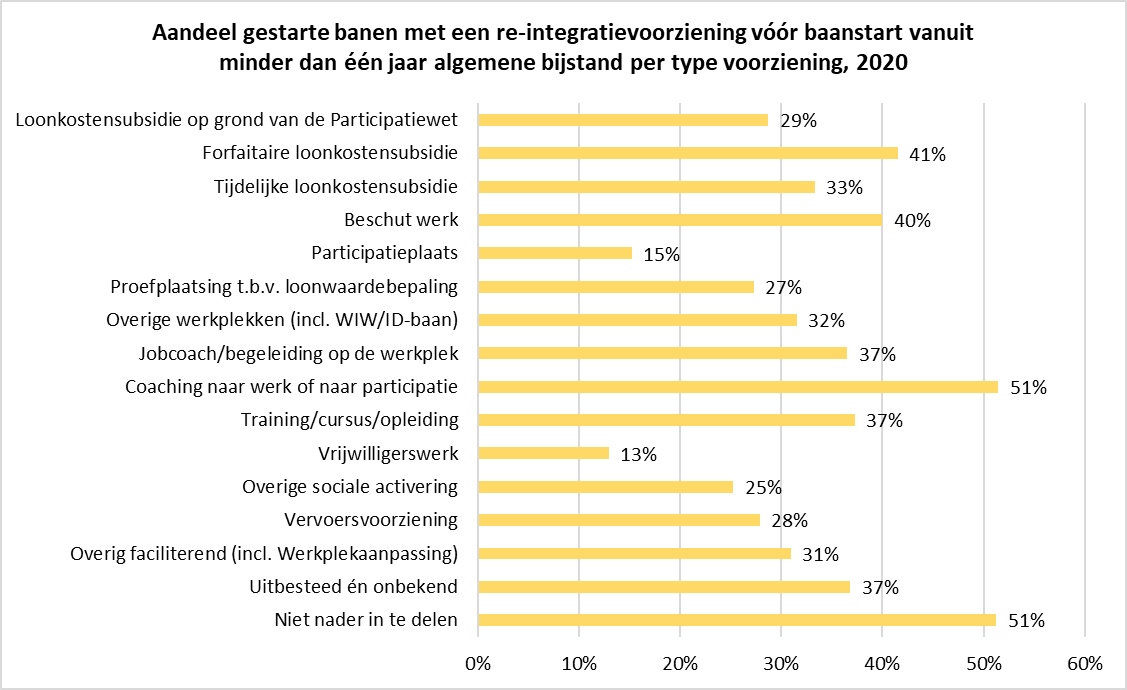 Aandeel gestarte banen met een re-integratievoorziening vóór baanstart vanuit
minder dan één jaar algemene bijstand per type voorziening, 2020
Loonkostensubsidie op grond van de Participatiewet 29%
Forfaitaire loonkostensubsidie 41%
Tijdelijke loonkostensubsidie 33%
Beschut werk 40%
Participatieplaats 15%
Proefplaatsing t.b.v. loonwaardebepaling 27%
Overige werkplekken (incl. WIW/ID-baan) 32%
Jobcoach/begeleiding op de werkplek 37%
Coaching naar werk of naar participatie 51%
Training/cursus/opleiding 37%
Vrijwilligerswerk 13%
Overige sociale activering 25%
Vervoersvoorziening 28%
Overig faciliterend (incl. Werkplekaanpassing) 31%
Uitbesteed én onbekend 37%
Niet nader in te delen 51%
0% 10% 20% 30% 40% 50% 60%